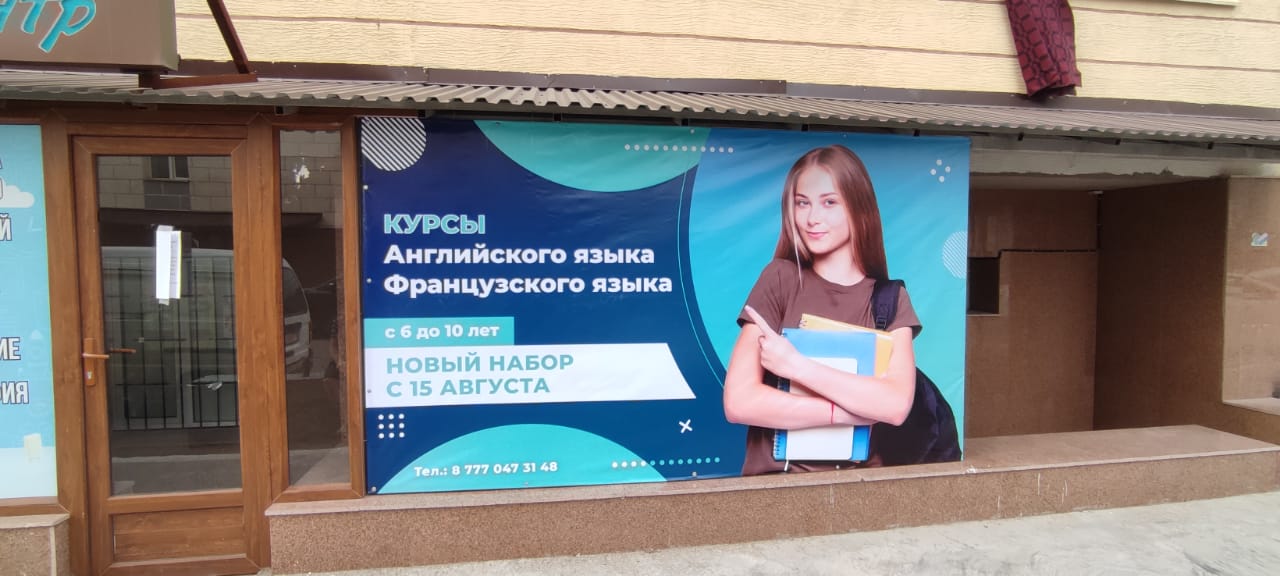 КУРСЫ
Английского языка
Французского языка
с 6 до 10 лет
НОВЫЙ НАБОР
С 15 АВГУСТА
Тел.: 8 777 047 31 48